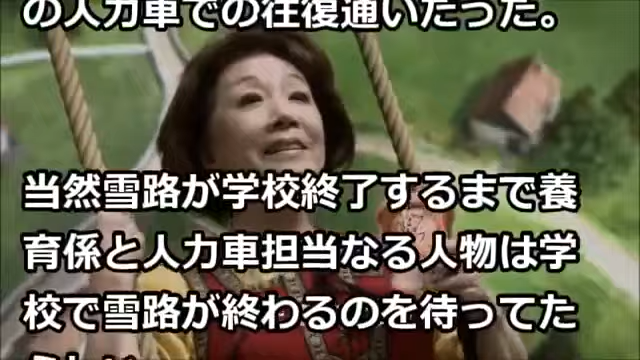 の人力車での往復通いだった。
当然雪路が学校終了するまで養
育係と人力車担当なる人物は学
校で雪路が終わるのを待ってた